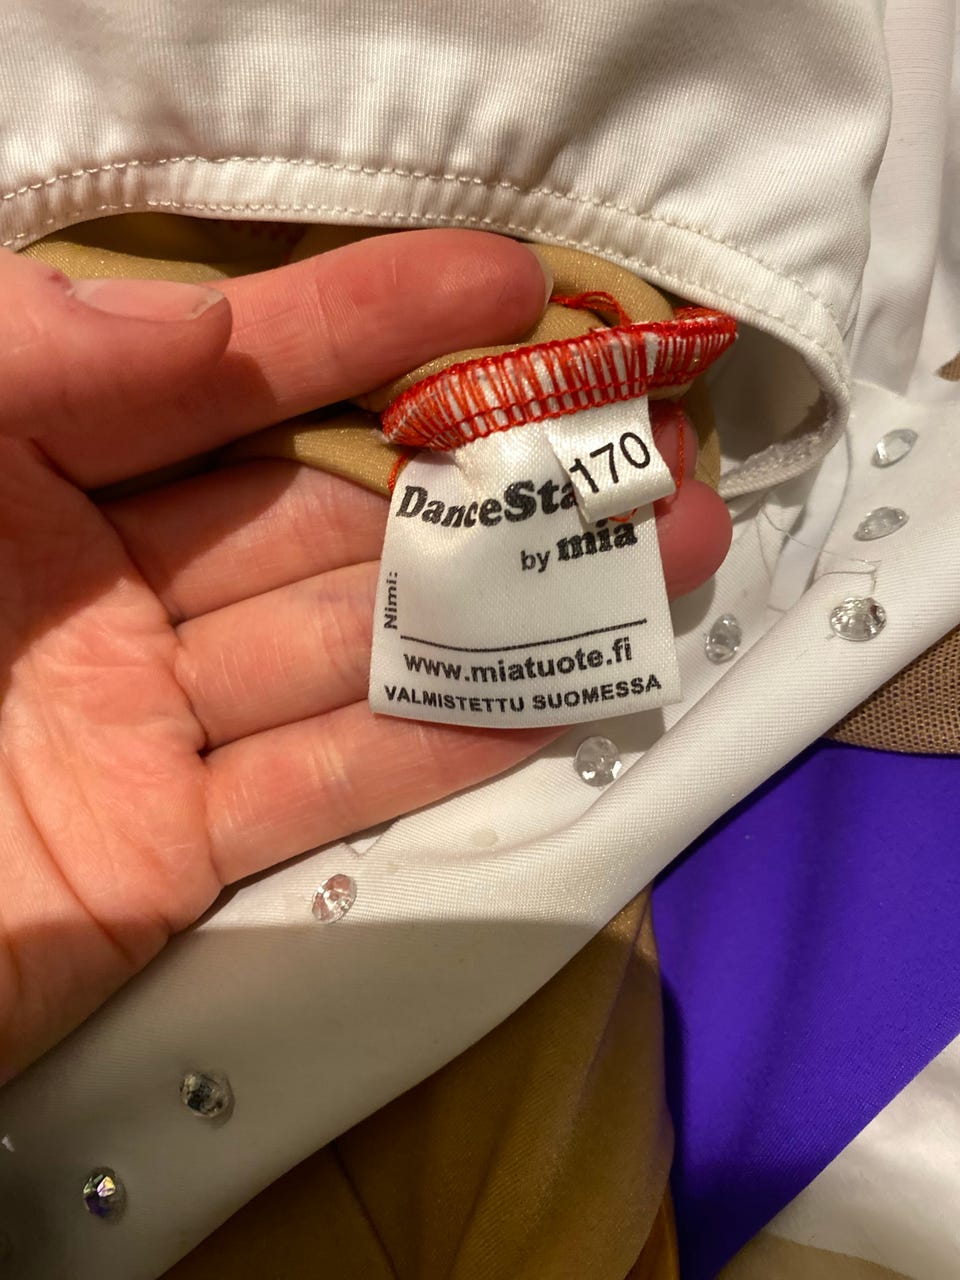 170
DanceSta
by mia
Nimi:
www.miatuote.fi
VALMISTETTU SUOMESSA